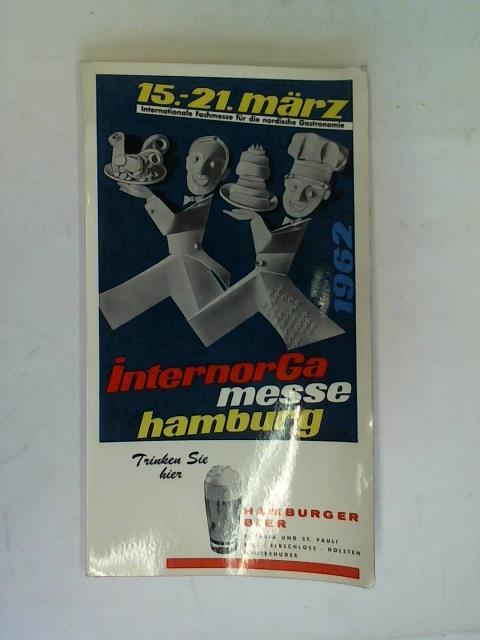 15.-21. märz
Internationale Fachmesse für die nordische Gastronomie
1962
internorGa
messe
hamburg
Trinken Sie
hier
HAMBURGER
BIER
UND ST. PAULI
ELBSCHLOSS · HOLSTEN